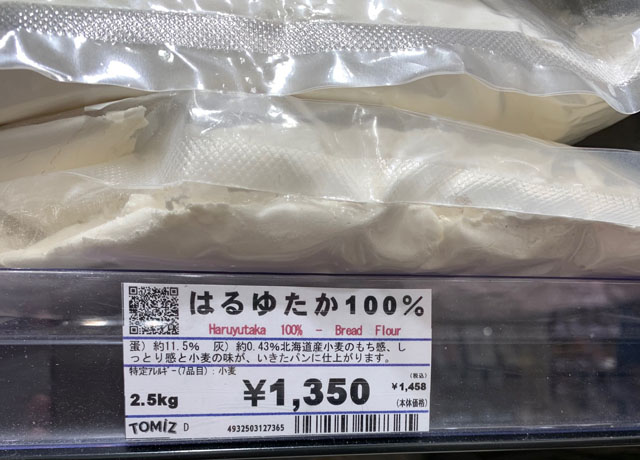 はるゆたか100%
Haruyutaka 100% - Bread Flour
蛋）約11.5% 灰）約0.43%北海道産小麦のもち感、し
っとり感と小麦の味が、いきたパンに仕上がります。
特定ｱﾚﾙｷﾞｰ(7品目)：小麦
2.5kg ¥1,350 (税込) ¥1,458 (本体価格)
TOMIZ D 4932503127365